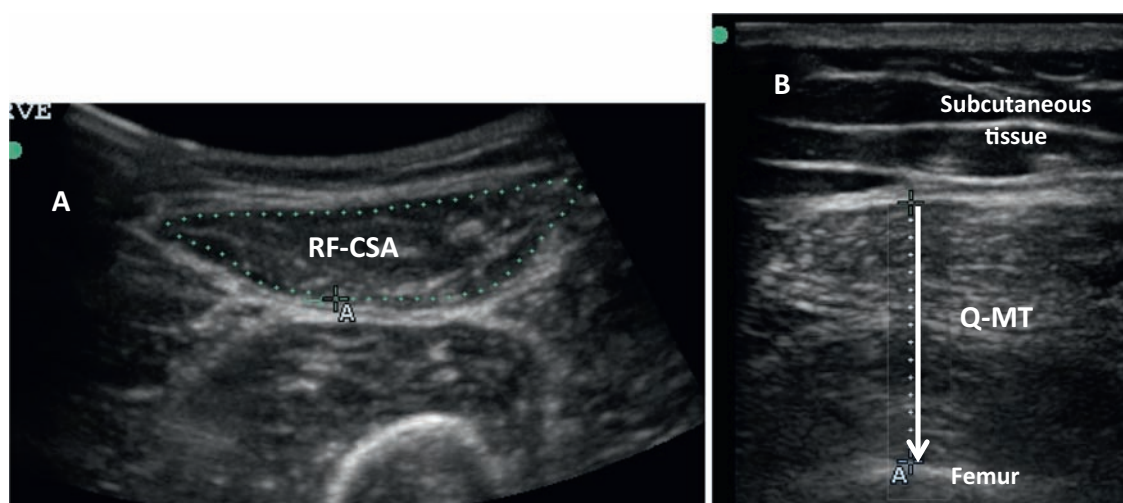 RVE
A
RF-CSA
A
B
Subcutaneous
tissue
Q-MT
A
Femur